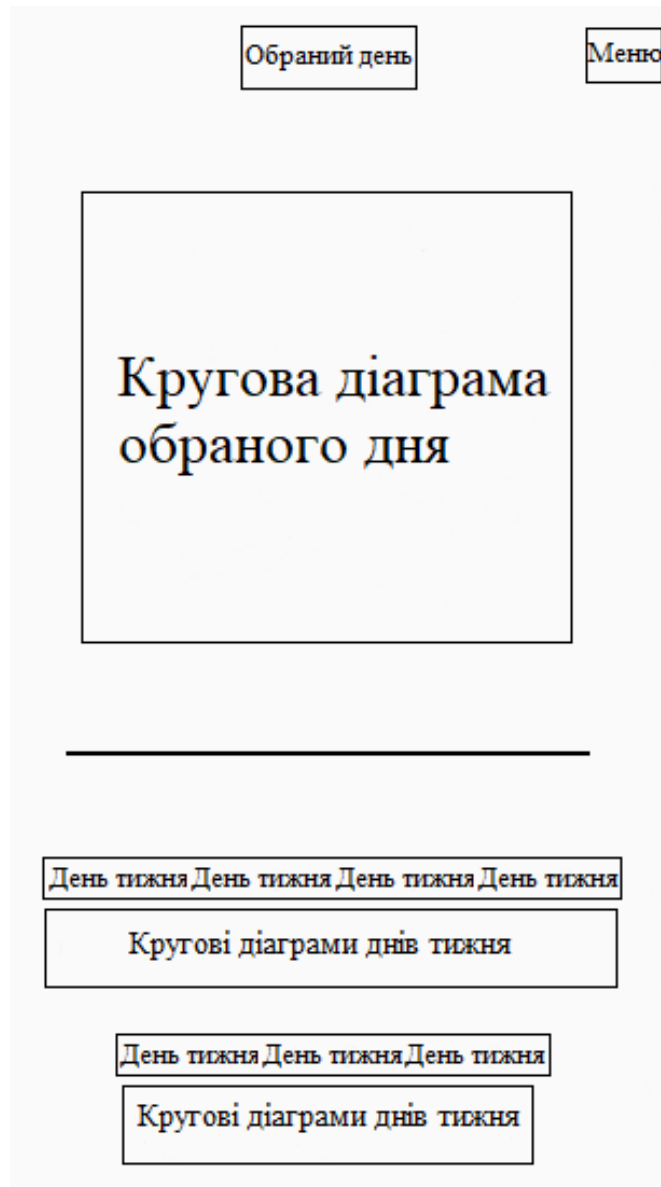 Обраний день
Меню
Кругова діаграма
обраного дня
День тижня День тижня День тижня День тижня
Кругові діаграми днів тижня
День тижня День тижня День тижня
Кругові діаграми днів тижня